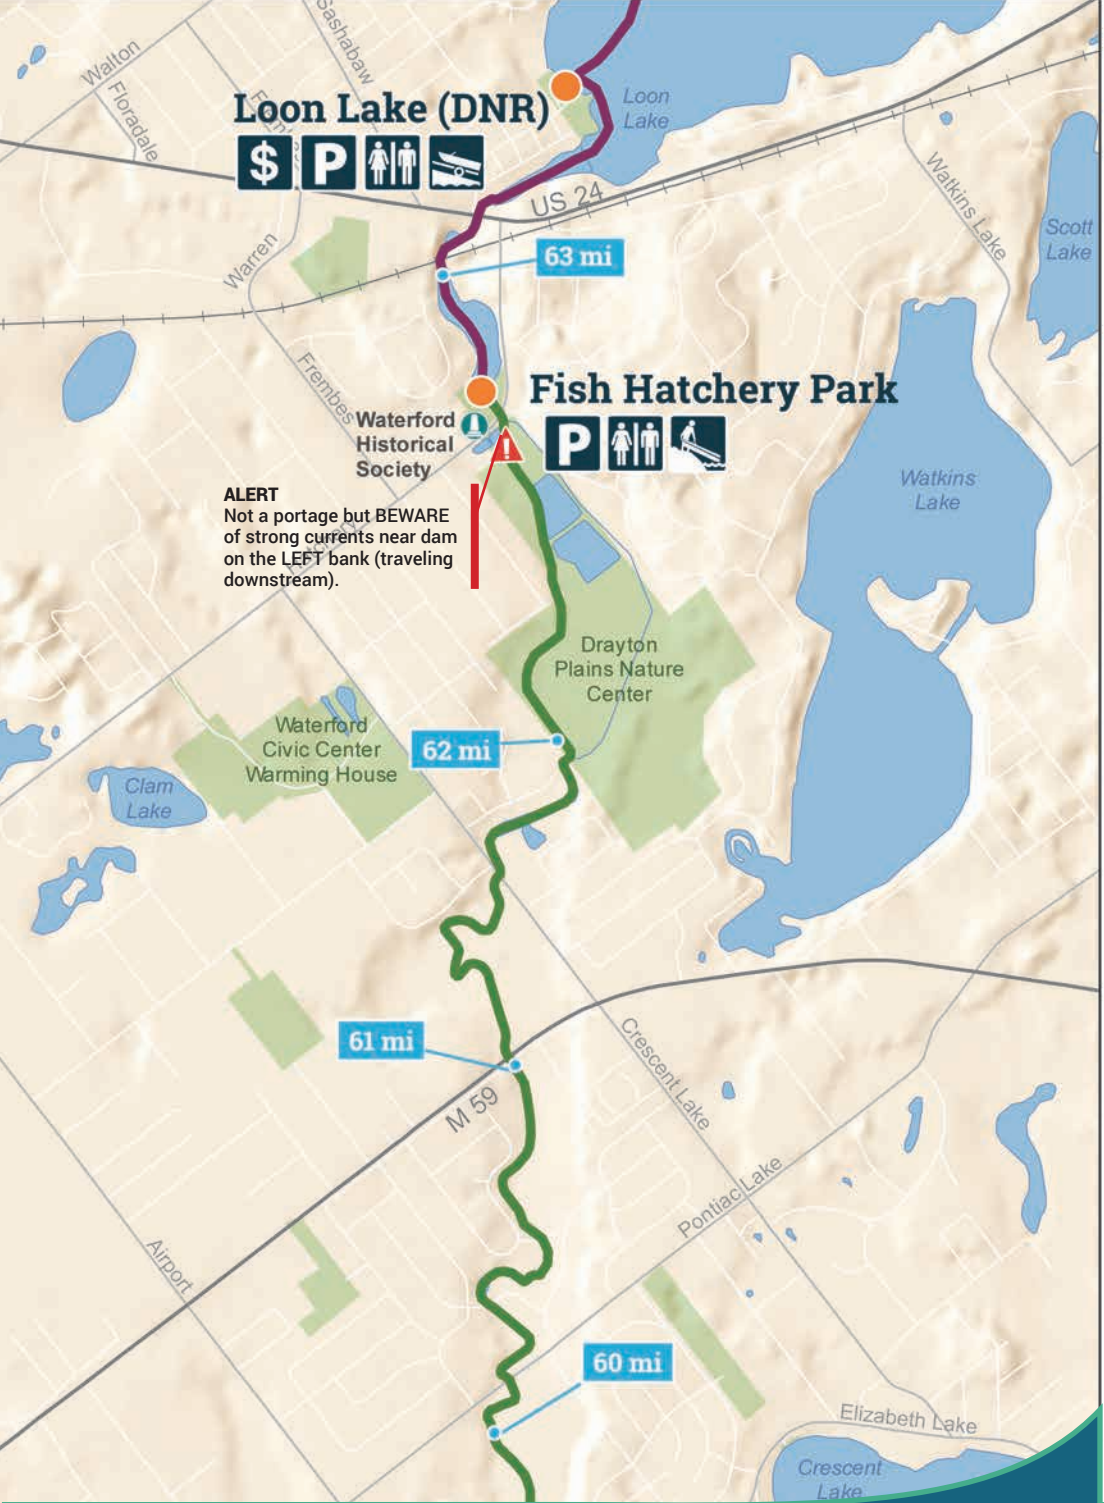 Walton
Sashabaw
Floradale
Loon Lake (DNR)
$
P
Loon
Lake
US 24
Watkins Lake
Scott
Lake
Warren
63 mi
Frembes
Fish Hatchery Park
P
Waterford
Historical
Society
!
ALERT
Not a portage but BEWARE
of strong currents near dam
on the LEFT bank (traveling
downstream).
Watkins
Lake
Drayton
Plains Nature
Center
Waterford
Civic Center
Warming House
62 mi
Clam
Lake
61 mi
M 59
Crescent Lake
Pontiac Lake
Airport
60 mi
Elizabeth Lake
Crescent
Lake